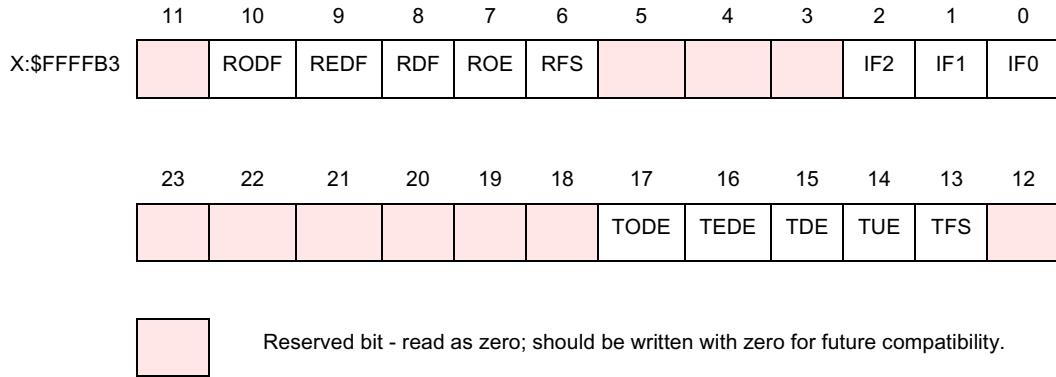 11 10 9 8 7 6 5 4 3 2 1 0
X:$FFFFB3 RODF REDF RDF ROE RFS IF2 IF1 IF0
23 22 21 20 19 18 17 16 15 14 13 12
TODE TEDE TDE TUE TFS
Reserved bit - read as zero; should be written with zero for future compatibility.